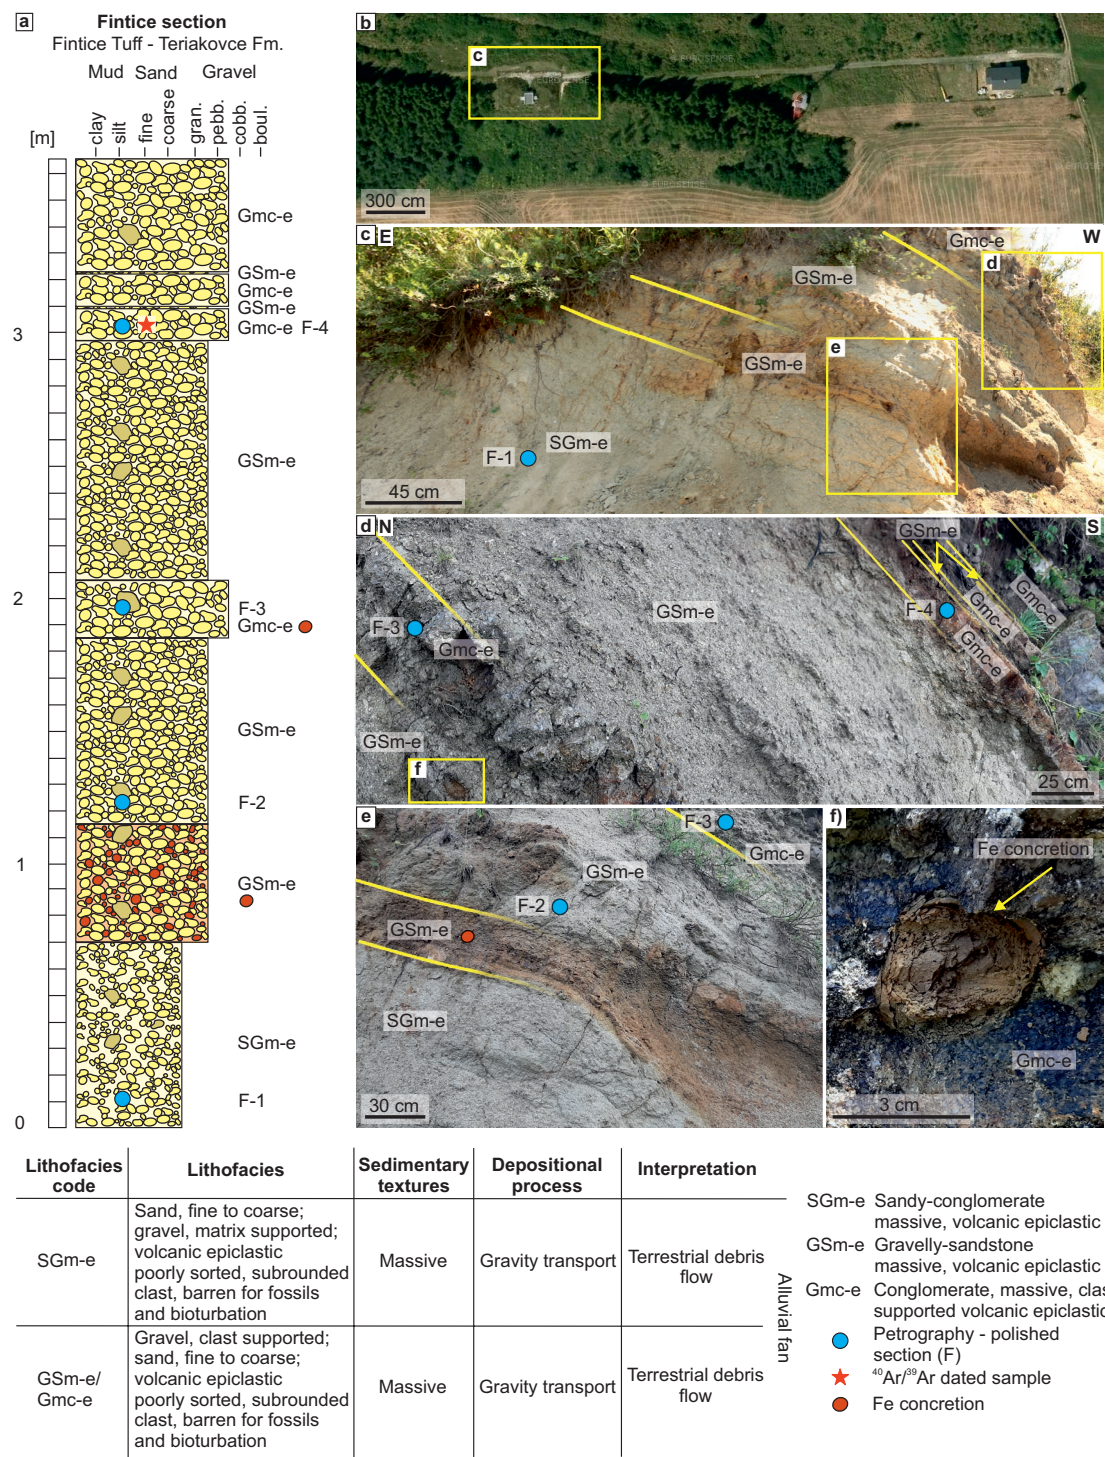 a
Fintice section
Fintice Tuff - Teriakovce Fm.
Mud Sand Gravel
clay
silt
fine
coarse
gran.
pebb.
cobb.
boul.
[m]
3
2
1
0
Gmc-e
GSm-e
Gmc-e
GSm-e
Gmc-e F-4
GSm-e
F-3
Gmc-e
GSm-e
F-2
GSm-e
SGm-e
F-1
b
c
EUROSENSE
© EUROSENSE
EUROSENSE
© EUROSENSE
300 cm
c E
W
Gmc-e
GSm-e
d
GSm-e
e
SGm-e
F-1
45 cm
d N
S
GSm-e
GSm-e
F-3
Gmc-e
F-4
Gmc-e
Gmc-e
Gmc-e
GSm-e
f
25 cm
e
F-3
Gmc-e
GSm-e
F-2
GSm-e
SGm-e
30 cm
f)
Fe concretion
Gmc-e
3 cm
Lithofacies code
Lithofacies
Sedimentary textures
Depositional process
Interpretation
SGm-e
Sand, fine to coarse;
gravel, matrix supported;
volcanic epiclastic
poorly sorted, subrounded
clast, barren for fossils
and bioturbation
Massive
Gravity transport
Terrestrial debris
flow
GSm-e/
Gmc-e
Gravel, clast supported;
sand, fine to coarse;
volcanic epiclastic
poorly sorted, subrounded
clast, barren for fossils
and bioturbation
Massive
Gravity transport
Terrestrial debris
flow
Alluvial fan
SGm-e Sandy-conglomerate
massive, volcanic epiclastic
GSm-e Gravelly-sandstone
massive, volcanic epiclastic
Gmc-e Conglomerate, massive, clas
supported volcanic epiclastic
Petrography - polished
section (F)
⁴⁰Ar/³⁹Ar dated sample
Fe concretion